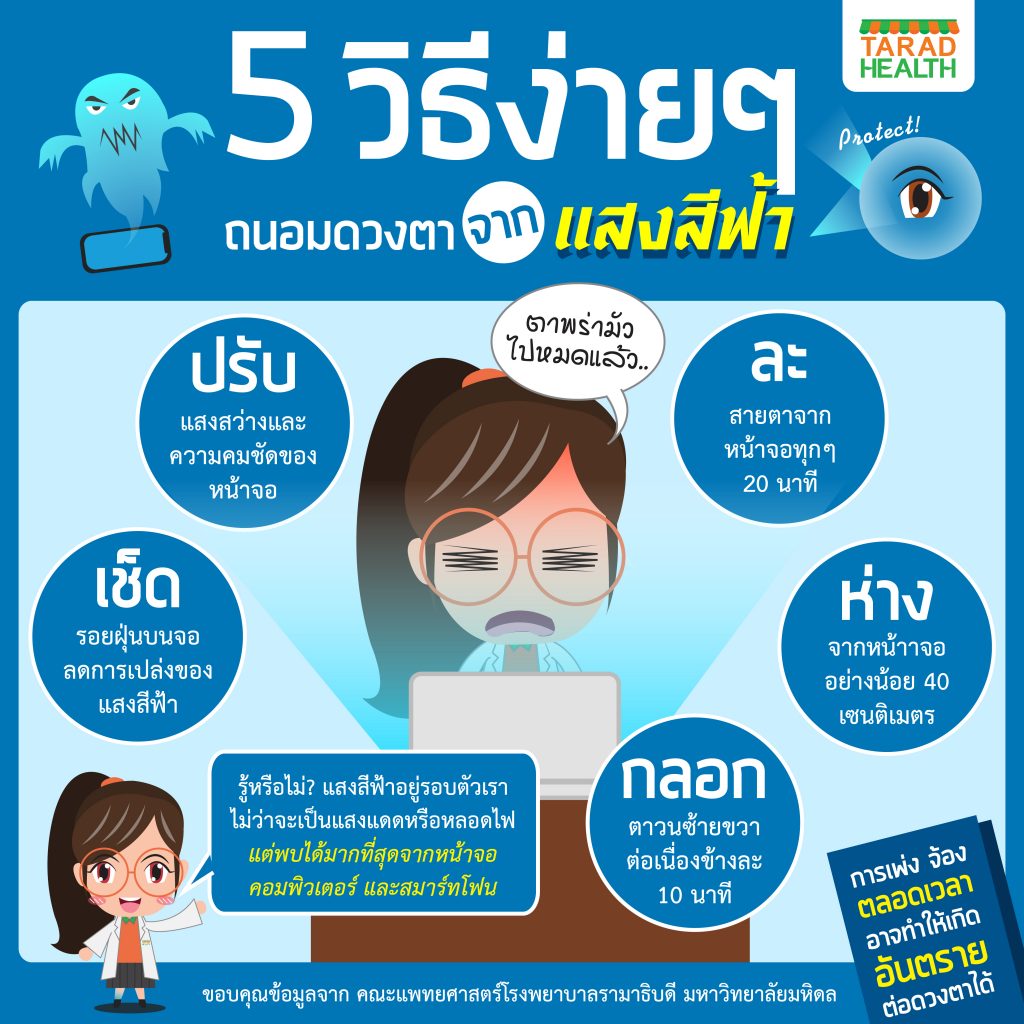 5 วิธีง่ายๆ
TARAD
HEALTH
Protect!
ถนอมดวงตา จาก แสงสีฟ้า
ตาพร่ามัว
ไปหมดแล้ว..
ปรับ
แสงสว่างและ
ความคมชัดของ
หน้าจอ
ละ
สายตาจาก
หน้าจอทุกๆ
20 นาที
เช็ด
รอยฝุ่นบนจอ
ลดการเปล่งของ
แสงสีฟ้า
ห่าง
จากหน้าาจอ
อย่างน้อย 40
เซนติเมตร
กลอก
ตาวนซ้ายขวา
ต่อเนื่องข้างละ
10 นาที
รู้หรือไม่? แสงสีฟ้าอยู่รอบตัวเรา
ไม่ว่าจะเป็นแสงแดดหรือหลอดไฟ
แต่พบได้มากที่สุดจากหน้าจอ
คอมพิวเตอร์ และสมาร์ทโฟน
การเพ่ง จ้อง
ตลอดเวลา
อาจทำให้เกิด
อันตราย
ต่อดวงตาได้
ขอบคุณข้อมูลจาก คณะแพทยศาสตร์โรงพยาบาลรามาธิบดี มหาวิทยาลัยมหิดล